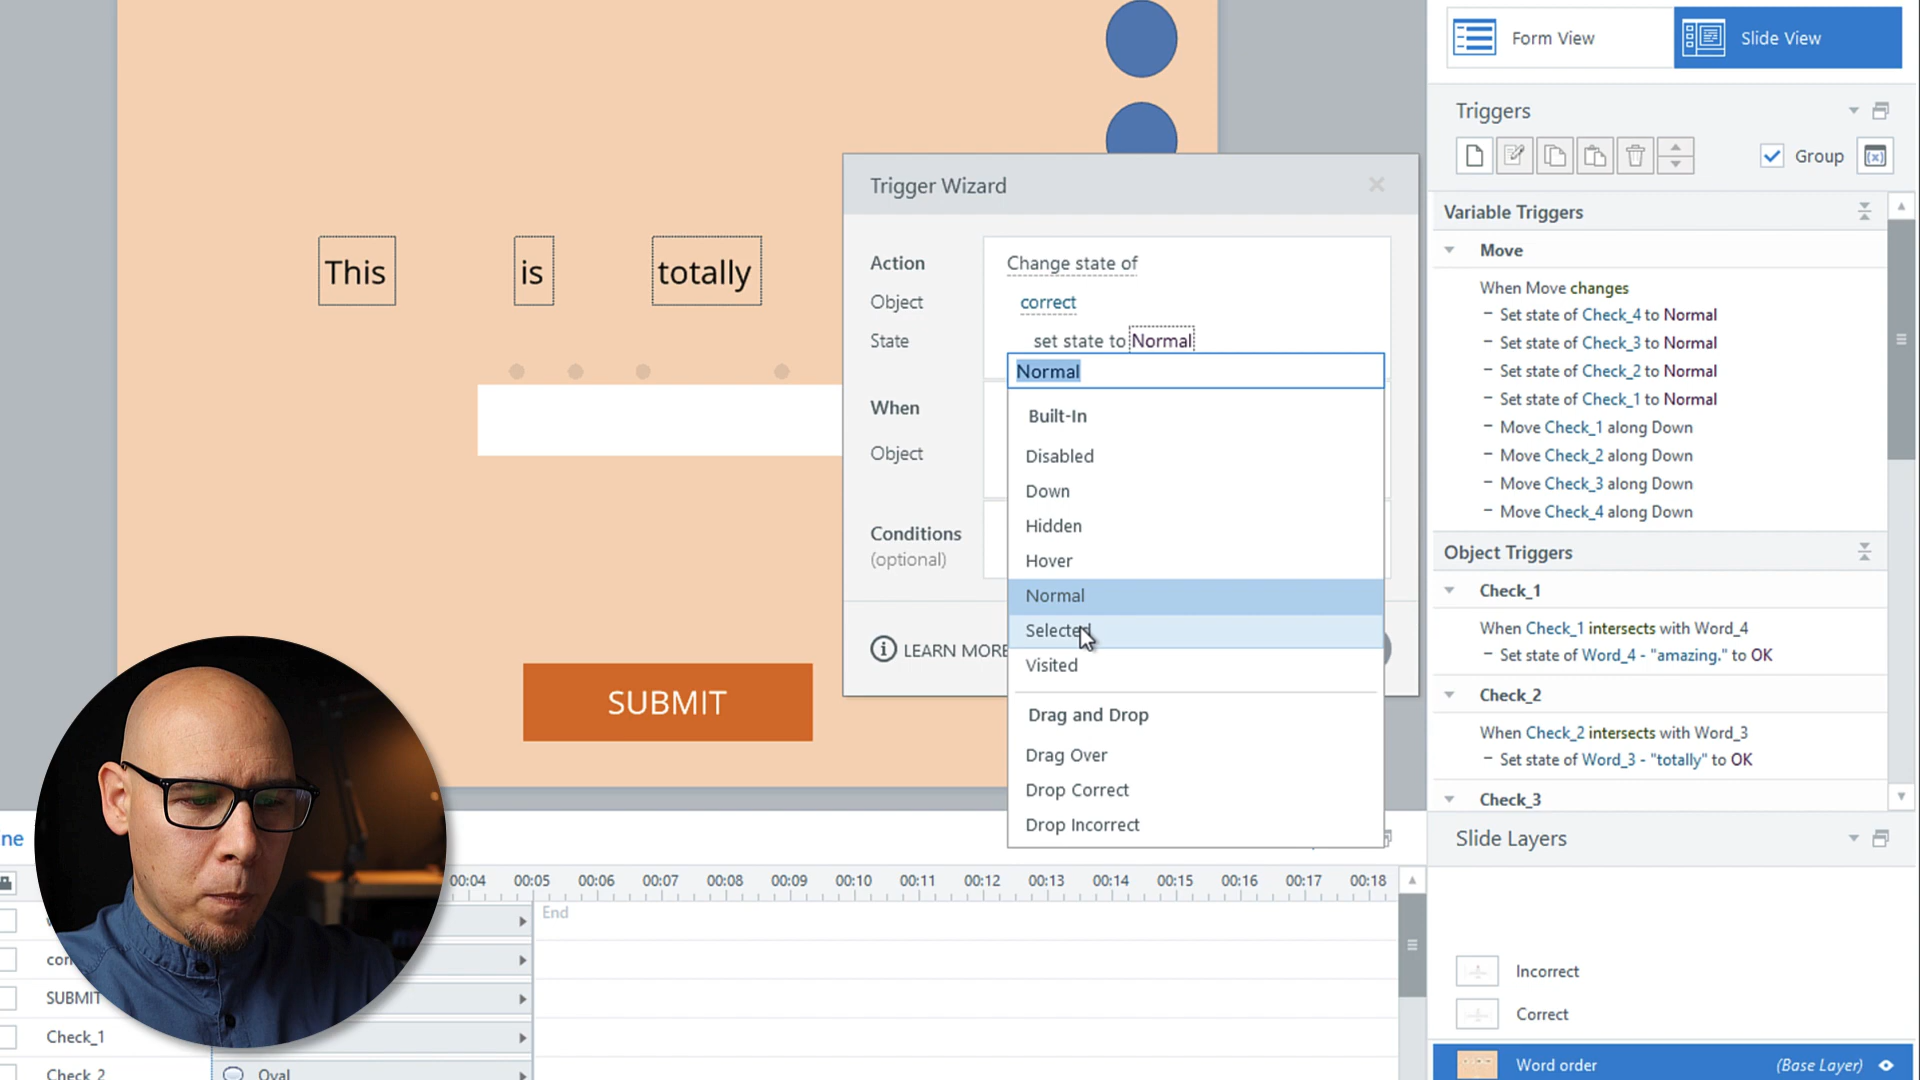 Form View
Slide View
Triggers
Group
Variable Triggers
Move
When Move changes
- Set state of Check_4 to Normal
- Set state of Check_3 to Normal
- Set state of Check_2 to Normal
- Set state of Check_1 to Normal
- Move Check_1 along Down
- Move Check_2 along Down
- Move Check_3 along Down
- Move Check_4 along Down
Object Triggers
Check_1
When Check_1 intersects with Word_4
- Set state of Word_4 - "amazing." to OK
Check_2
When Check_2 intersects with Word_3
- Set state of Word_3 - "totally" to OK
Check_3
Slide Layers
Incorrect
Correct
Word order (Base Layer)
This is totally
SUBMIT
Trigger Wizard
Action Change state of
Object correct
State set state to Normal
Normal
When
Object
Conditions
(optional)
LEARN MORE
Built-In
Disabled
Down
Hidden
Hover
Normal
Selected
Visited
Drag and Drop
Drag Over
Drop Correct
Drop Incorrect
00:04 00:05 00:06 00:07 00:08 00:09 00:10 00:11 00:12 00:13 00:14 00:15 00:16 00:17 00:18
End
SUBMIT
Check_1
Check_2 Oval